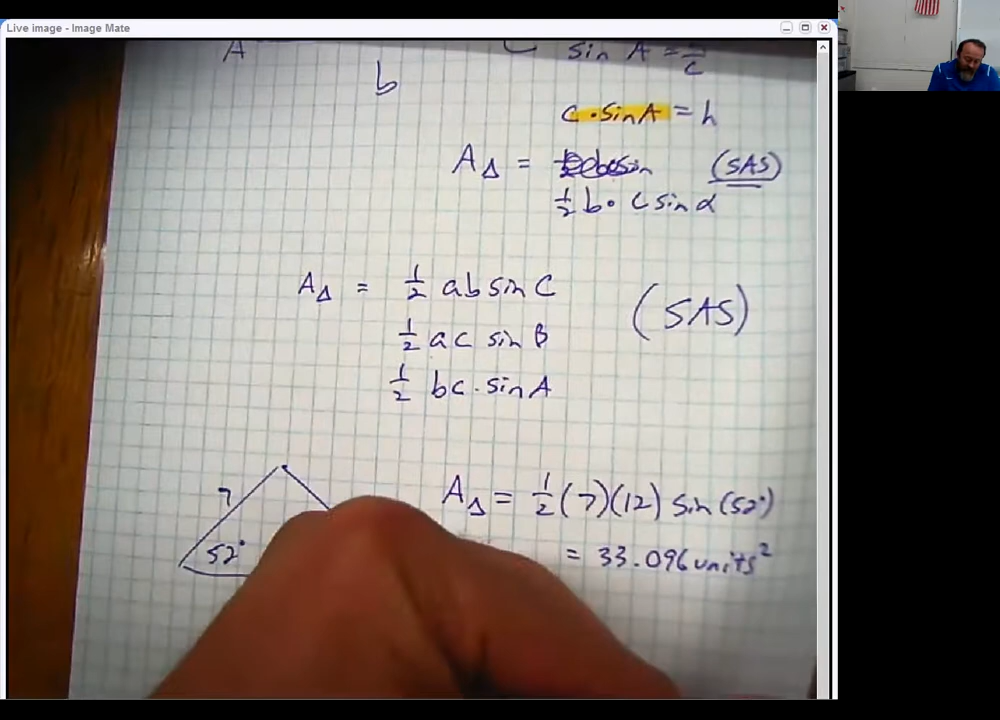 Live image - Image Mate
A
b
sin A = h/c
c · sin A = h
A△ = (SAS)
1/2 b · c sin α
A△ = 1/2 ab sin C
(SAS)
1/2 ac sin B
1/2 bc · sin A
7
52°
A△ = 1/2 (7)(12) sin (52°)
= 33.096 units²